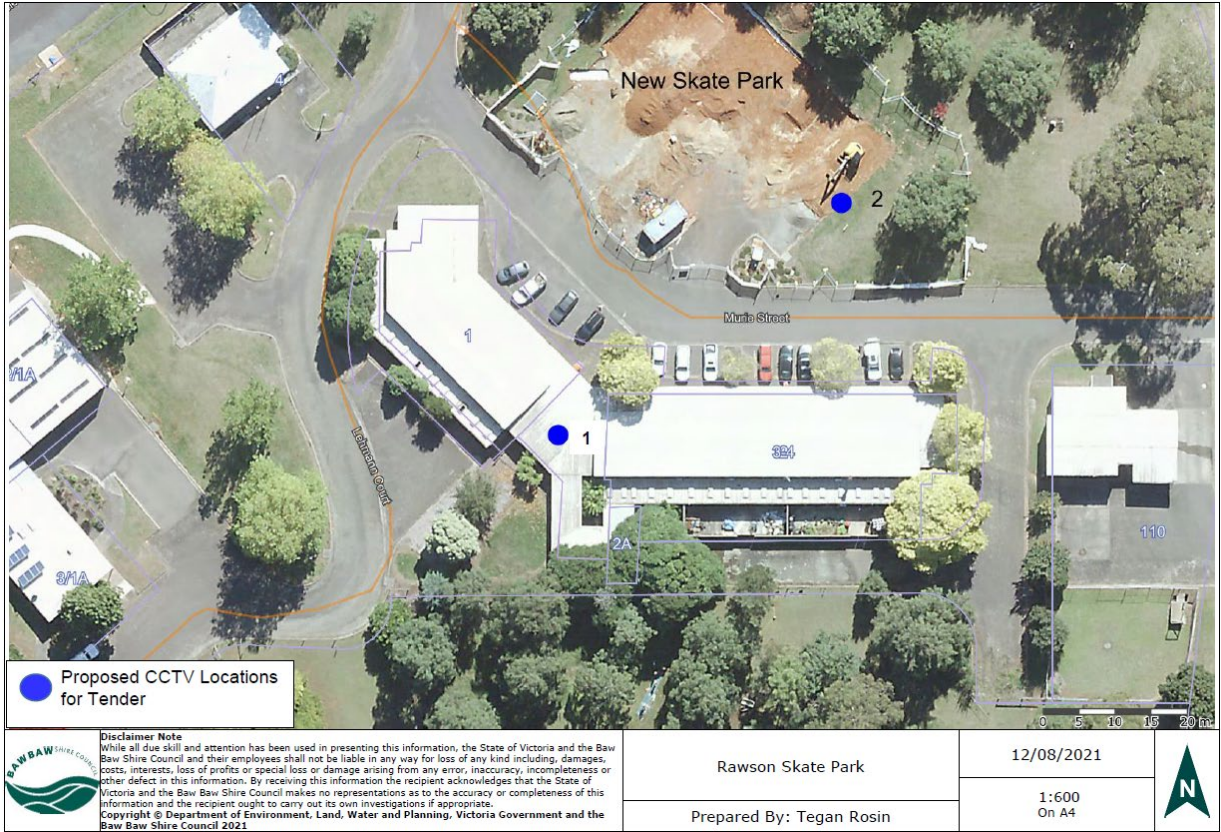 New Skate Park
2
4
1
Murie Street
1
Lehmann Court
324
2A
/1A
3/1A
110
Proposed CCTV Locations
for Tender
0 5 10 15 20 m
BAW BAW SHIRE COUNCIL
Disclaimer Note
While all due skill and attention has been used in presenting this information, the State of Victoria and the Baw
Baw Shire Council and their employees shall not be liable in any way for loss of any kind including, damages,
costs, interests, loss of profits or special loss or damage arising from any error, inaccuracy, incompleteness or
other defect in this information. By receiving this information the recipient acknowledges that the State of
Victoria and the Baw Baw Shire Council makes no representations as to the accuracy or completeness of this
information and the recipient ought to carry out its own investigations if appropriate.
Copyright © Department of Environment, Land, Water and Planning, Victoria Government and the
Baw Baw Shire Council 2021
Rawson Skate Park
Prepared By: Tegan Rosin
12/08/2021
1:600
On A4
N